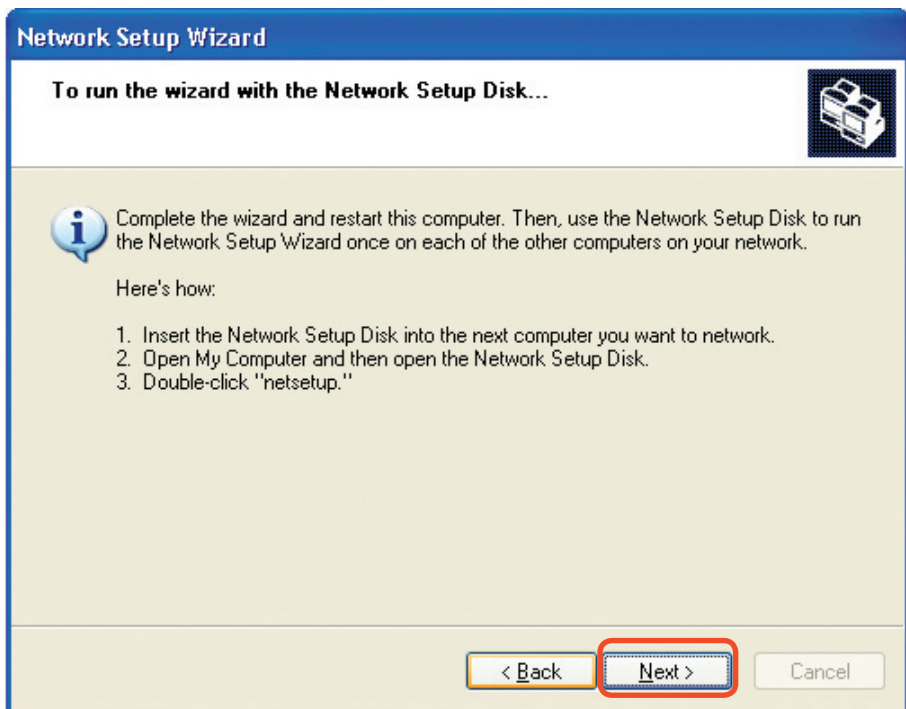 Network Setup Wizard
To run the wizard with the Network Setup Disk...
Complete the wizard and restart this computer. Then, use the Network Setup Disk to run
the Network Setup Wizard once on each of the other computers on your network.
Here's how:
1. Insert the Network Setup Disk into the next computer you want to network.
2. Open My Computer and then open the Network Setup Disk.
3. Double-click "netsetup."
< Back Next > Cancel